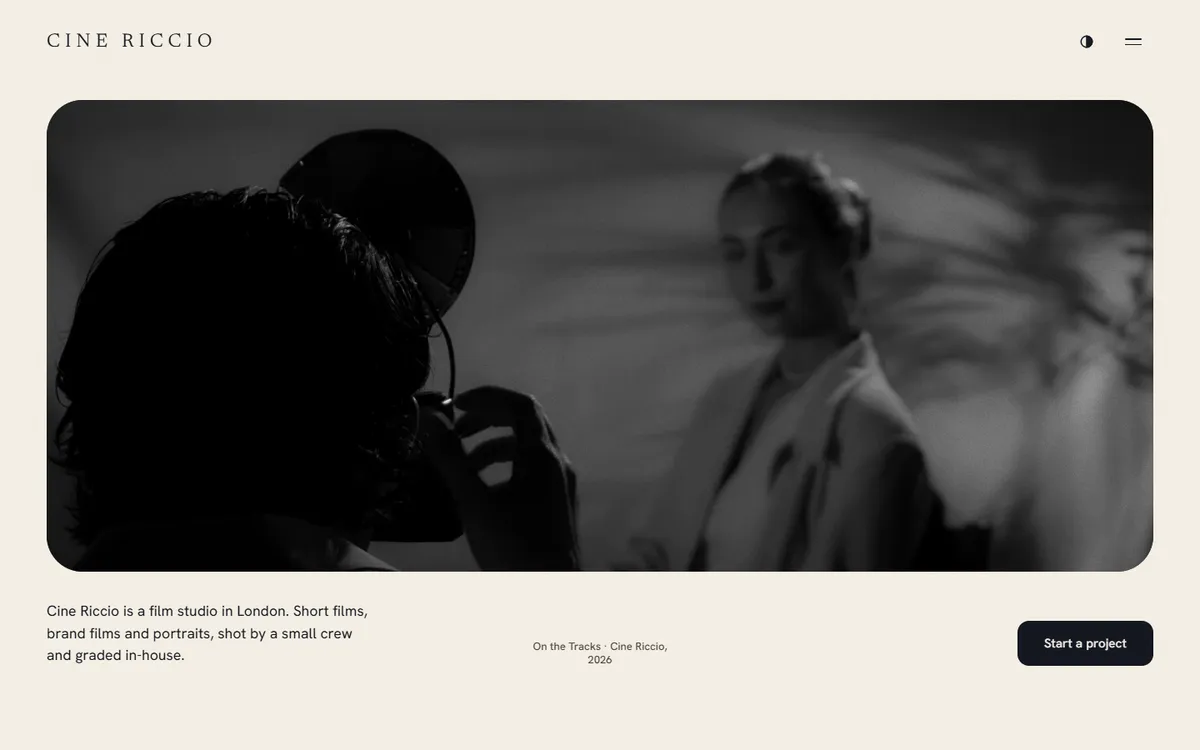 CINE RICCIO
Cine Riccio is a film studio in London. Short films,
brand films and portraits, shot by a small crew
and graded in-house.
On the Tracks · Cine Riccio,
2026
Start a project